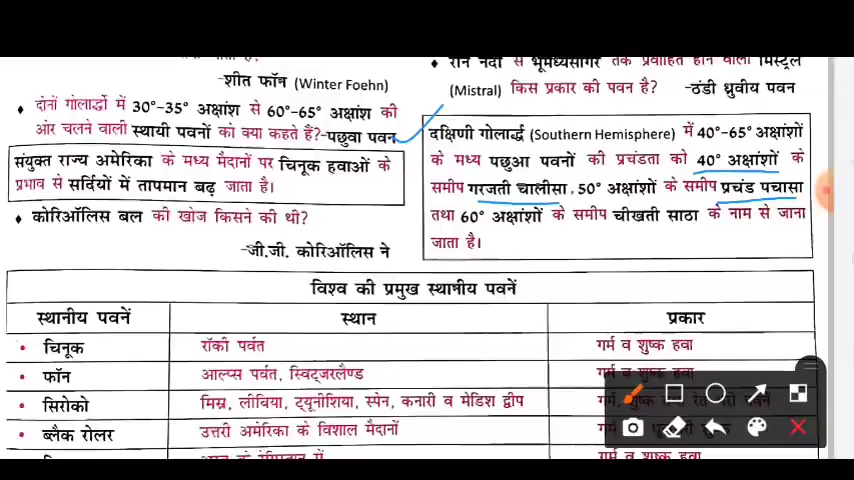 -शीत फॉन (Winter Foehn)
♦ दोनों गोलार्द्धों में 30°-35° अक्षांश से 60°-65° अक्षांश की
ओर चलने वाली स्थायी पवनों को क्या कहते हैं?-पछुवा पवन
संयुक्त राज्य अमेरिका के मध्य मैदानों पर चिनूक हवाओं के
प्रभाव से सर्दियों में तापमान बढ़ जाता है।
♦ कोरिऑलिस बल की खोज किसने की थी?
-जी.जी. कोरिऑलिस ने
♦ रोन नदी से भूमध्यसागर तक प्रवाहित होने वाली मिस्ट्रल
(Mistral) किस प्रकार की पवन है? -ठंडी ध्रुवीय पवन
दक्षिणी गोलार्द्ध (Southern Hemisphere) में 40°-65° अक्षांशों
के मध्य पछुआ पवनों की प्रचंडता को 40° अक्षांशों के
समीप गरजती चालीसा, 50° अक्षांशों के समीप प्रचंड पचासा
तथा 60° अक्षांशों के समीप चीखती साठा के नाम से जाना
जाता है।
विश्व की प्रमुख स्थानीय पवनें
स्थानीय पवनें स्थान प्रकार
• चिनूक रॉकी पर्वत गर्म व शुष्क हवा
• फॉन आल्प्स पर्वत, स्विट्जरलैण्ड गर्म व शुष्क हवा
• सिरोको मिस्र, लीबिया, ट्यूनीशिया, स्पेन, कनारी व मेडिश द्वीप गर्म, शुष्क
• ब्लैक रोलर उत्तरी अमेरिका के विशाल मैदानों
गर्म व शुष्क हवा